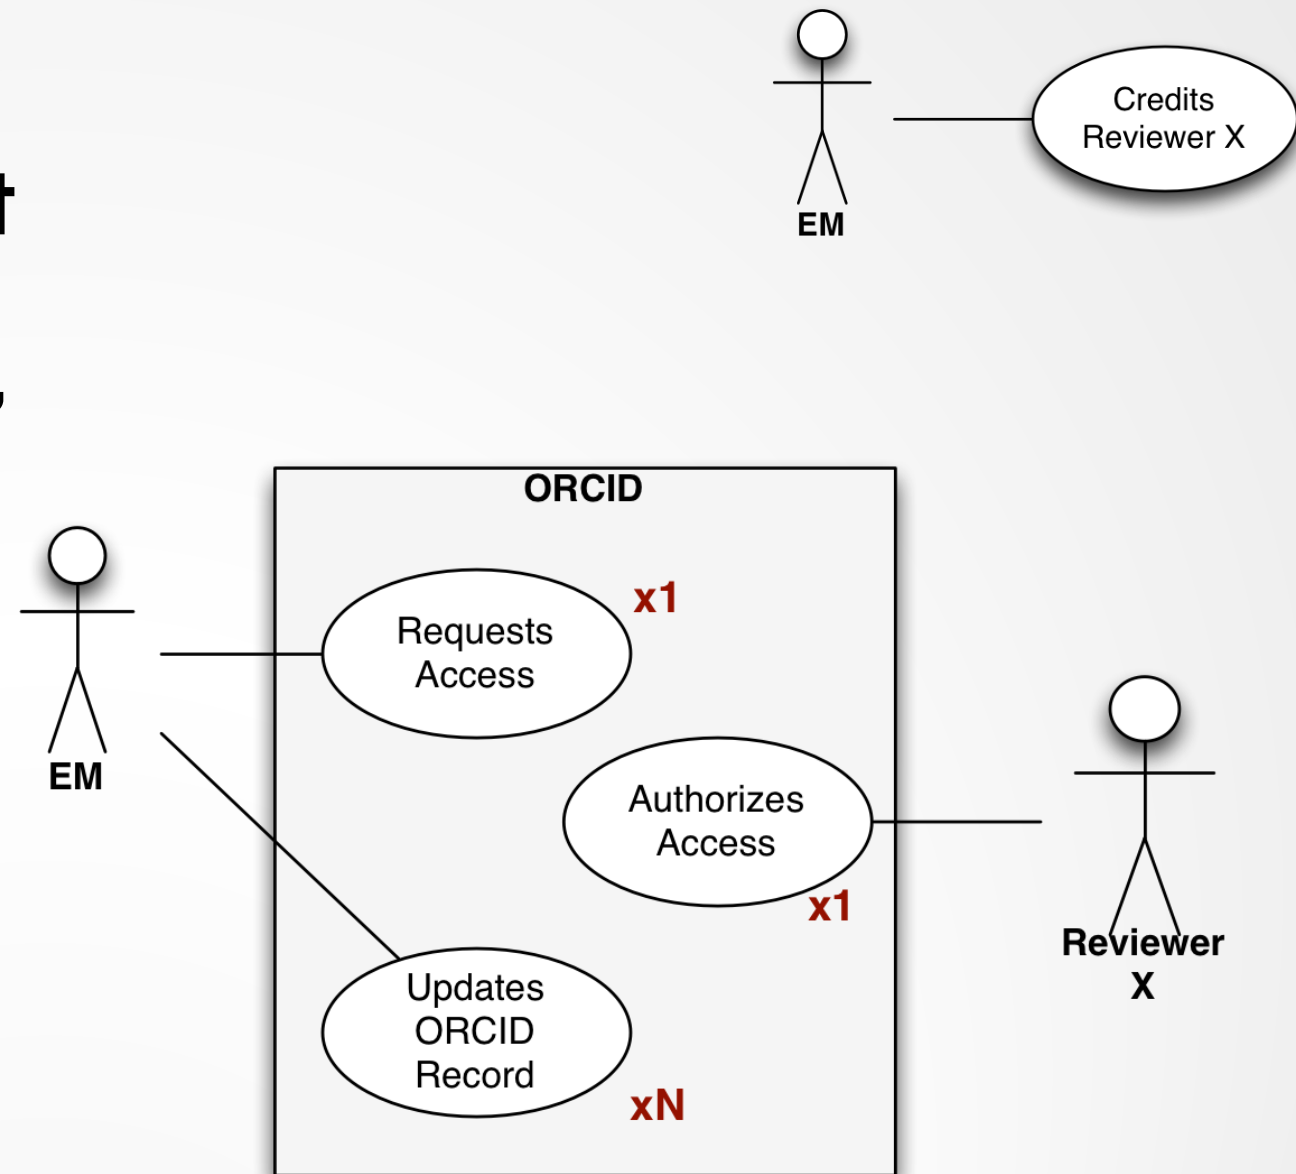 Credits
Reviewer X
EM
t
,
ORCID
x1
Requests
Access
EM
Authorizes
Access
x1
Reviewer
X
Updates
ORCID
Record
xN